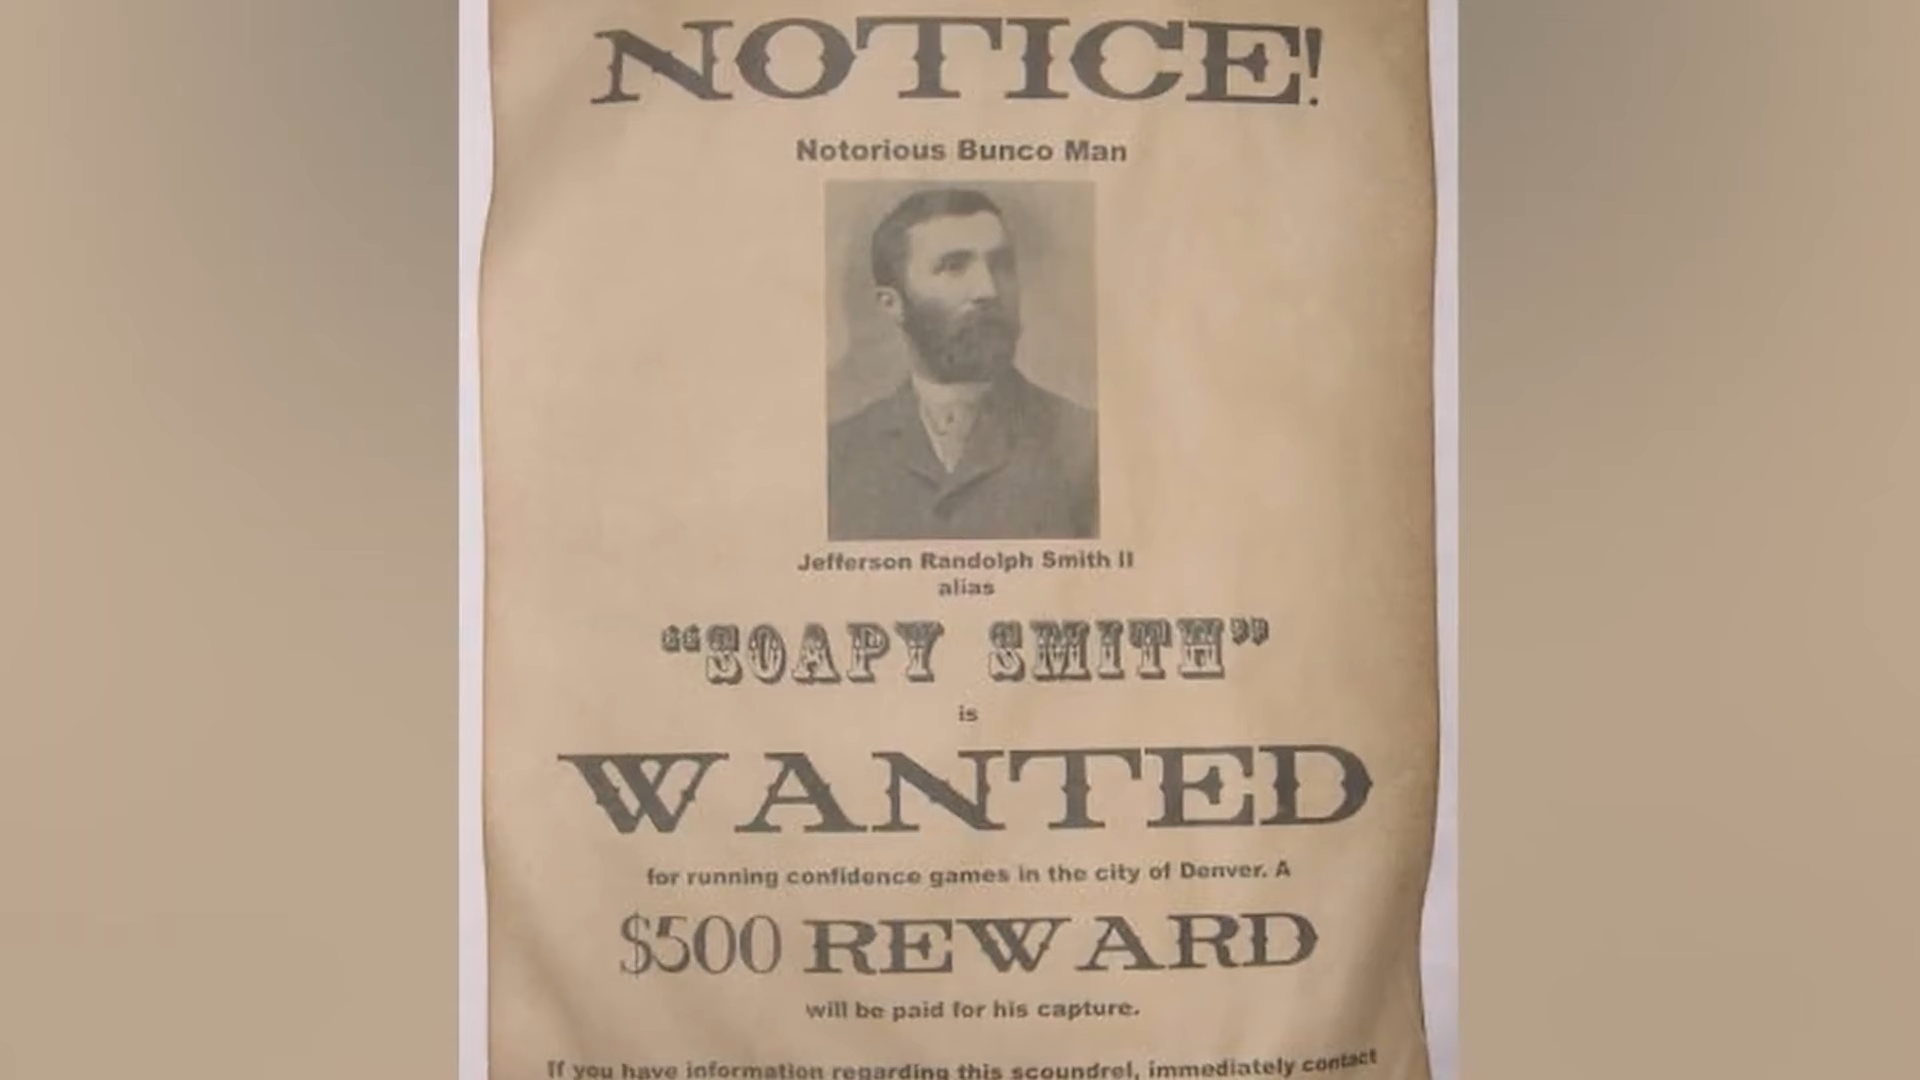 NOTICE!
Notorious Bunco Man
Jefferson Randolph Smith II
alias
“SOAPY SMITH”
is
WANTED
for running confidence games in the city of Denver. A
$500 REWARD
will be paid for his capture.
If you have information regarding this scoundrel, immediately contact